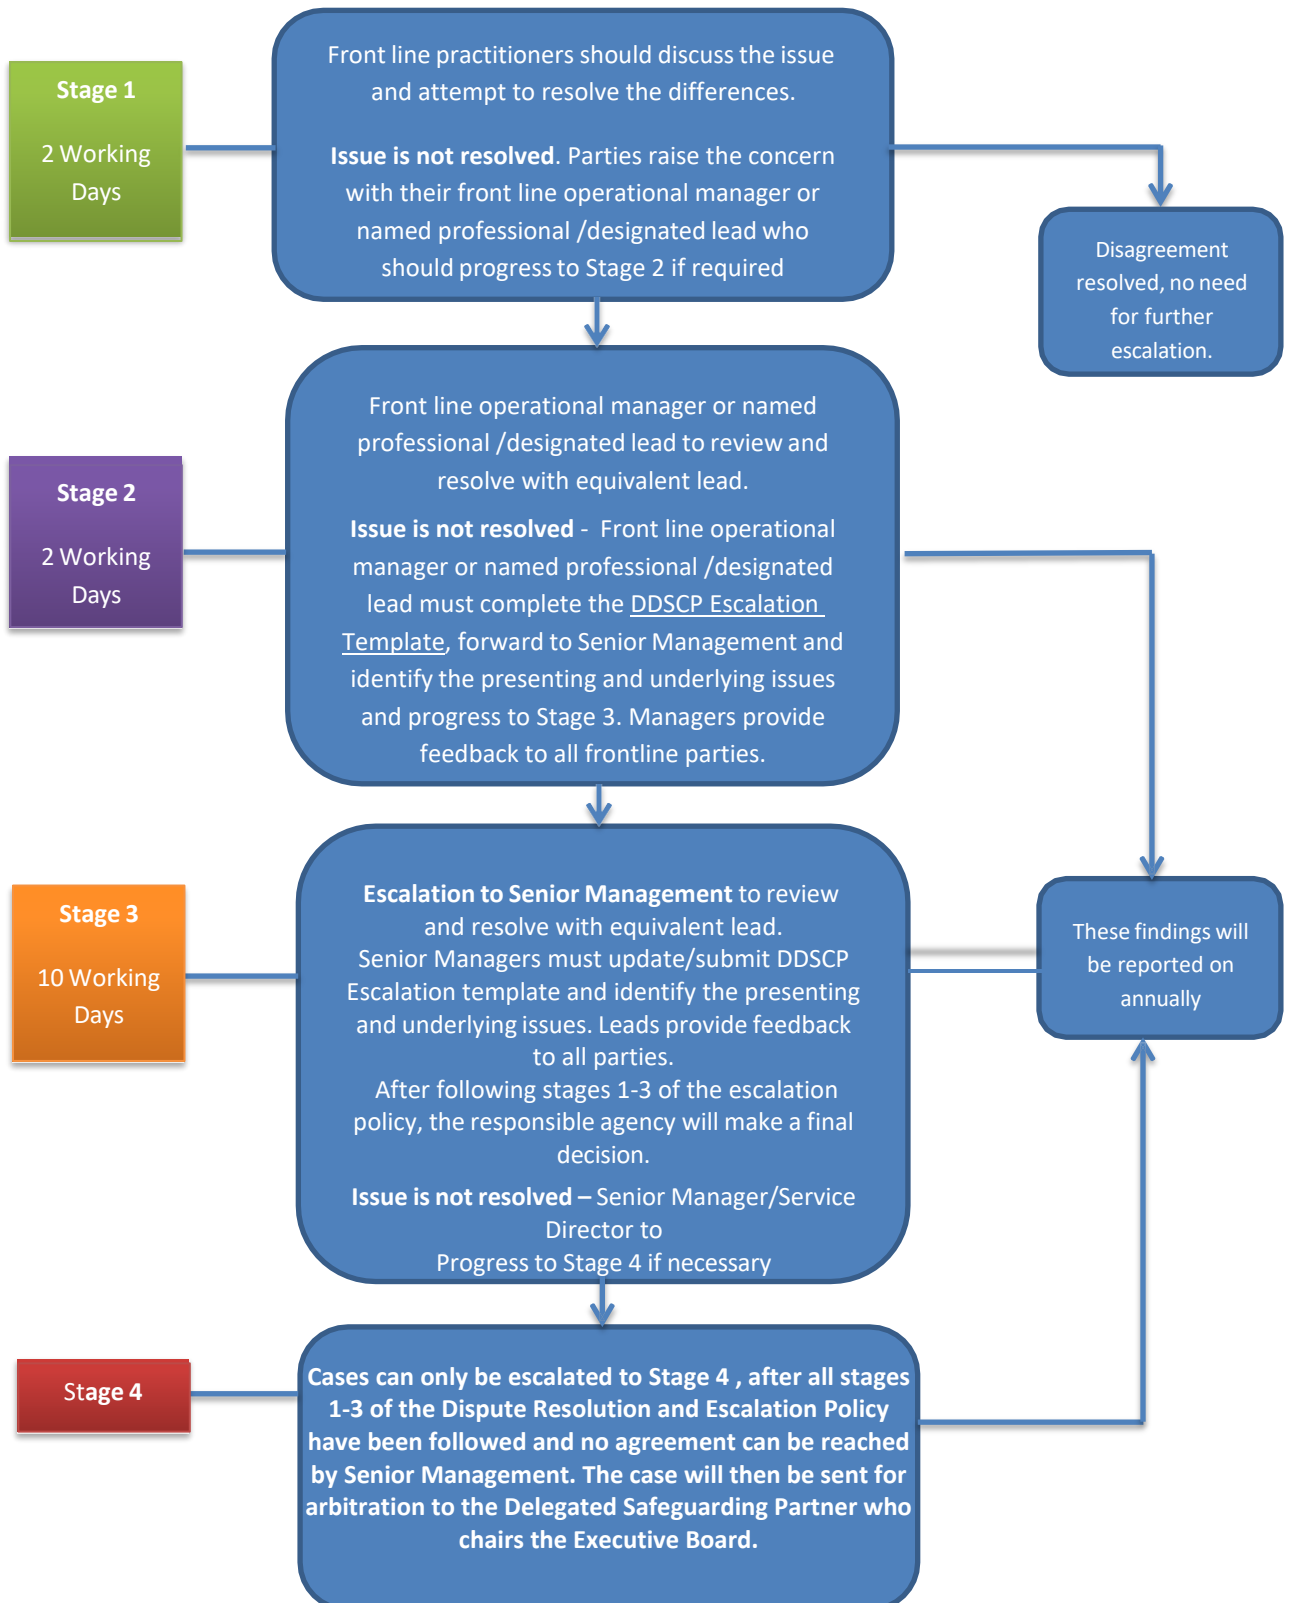 Stage 1
2 Working
Days
Front line practitioners should discuss the issue
and attempt to resolve the differences.
Issue is not resolved. Parties raise the concern
with their front line operational manager or
named professional /designated lead who
should progress to Stage 2 if required
Disagreement
resolved, no need
for further
escalation.
Stage 2
2 Working
Days
Front line operational manager or named
professional /designated lead to review and
resolve with equivalent lead.
Issue is not resolved - Front line operational
manager or named professional /designated
lead must complete the DDSCP Escalation
Template, forward to Senior Management and
identify the presenting and underlying issues
and progress to Stage 3. Managers provide
feedback to all frontline parties.
Stage 3
10 Working
Days
Escalation to Senior Management to review
and resolve with equivalent lead.
Senior Managers must update/submit DDSCP
Escalation template and identify the presenting
and underlying issues. Leads provide feedback
to all parties.
After following stages 1-3 of the escalation
policy, the responsible agency will make a final
decision.
Issue is not resolved – Senior Manager/Service
Director to
Progress to Stage 4 if necessary
These findings will
be reported on
annually
Stage 4
Cases can only be escalated to Stage 4 , after all stages
1-3 of the Dispute Resolution and Escalation Policy
have been followed and no agreement can be reached
by Senior Management. The case will then be sent for
arbitration to the Delegated Safeguarding Partner who
chairs the Executive Board.